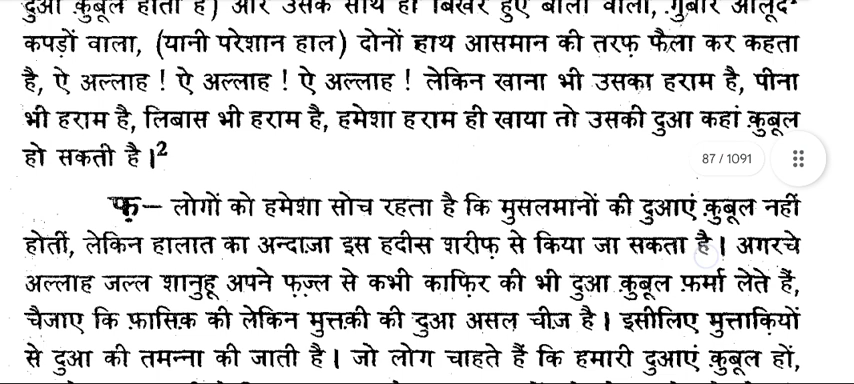 दुआ क़ुबूल होती है) और उसके साथ ही बिखरे हुए बालों वाला, ग़ुबार आलूद
कपड़ों वाला, (यानी परेशान हाल) दोनों हाथ आसमान की तरफ़ फैला कर कहता
है, ऐ अल्लाह ! ऐ अल्लाह ! ऐ अल्लाह ! लेकिन खाना भी उसका हराम है, पीना
भी हराम है, लिबास भी हराम है, हमेशा हराम ही खाया तो उसकी दुआ कहां क़ुबूल
हो सकती है।²
87 / 1091
फ़— लोगों को हमेशा सोच रहता है कि मुसलमानों की दुआएं क़ुबूल नहीं
होतीं, लेकिन हालात का अन्दाज़ा इस हदीस शरीफ़ से किया जा सकता है। अगरचे
अल्लाह जल्ल शानुहू अपने फ़ज़्ल से कभी काफ़िर की भी दुआ क़ुबूल फ़र्मा लेते हैं,
चैजाए कि फ़ासिक़ की लेकिन मुत्तक़ी की दुआ असल चीज़ है। इसीलिए मुत्ताकियों
से दुआ की तमन्ना की जाती है। जो लोग चाहते हैं कि हमारी दुआएं क़ुबूल हों,